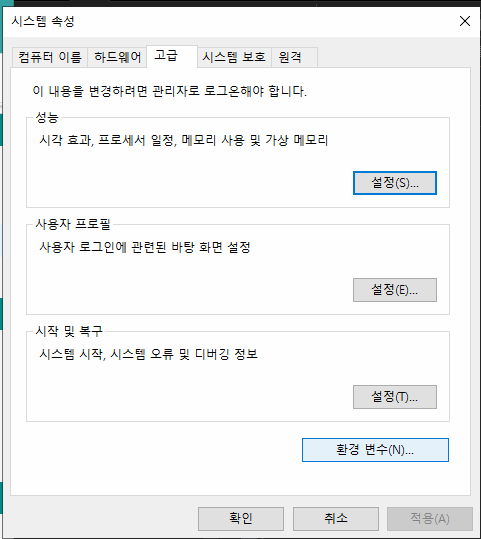 시스템 속성
컴퓨터 이름 하드웨어 고급 시스템 보호 원격
이 내용을 변경하려면 관리자로 로그온해야 합니다.
성능
시각 효과, 프로세서 일정, 메모리 사용 및 가상 메모리
설정(S)...
사용자 프로필
사용자 로그인에 관련된 바탕 화면 설정
설정(E)...
시작 및 복구
시스템 시작, 시스템 오류 및 디버깅 정보
설정(T)...
환경 변수(N)...
확인 취소 적용(A)